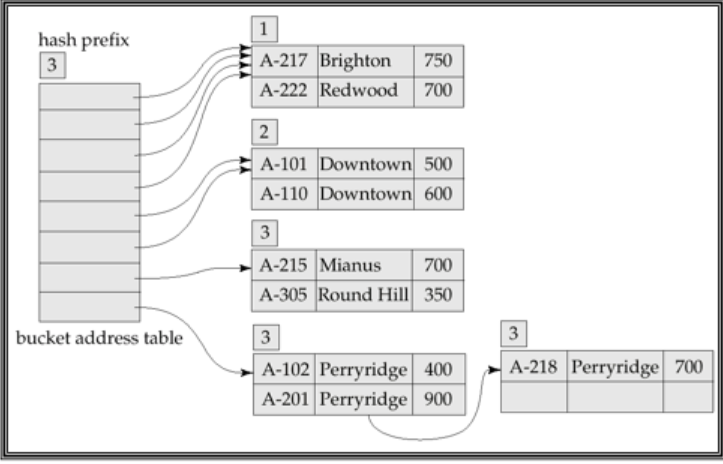 hash prefix
3
1
A-217 Brighton 750
A-222 Redwood 700
2
A-101 Downtown 500
A-110 Downtown 600
3
A-215 Mianus 700
A-305 Round Hill 350
bucket address table
3
A-102 Perryridge 400
A-201 Perryridge 900
3
A-218 Perryridge 700